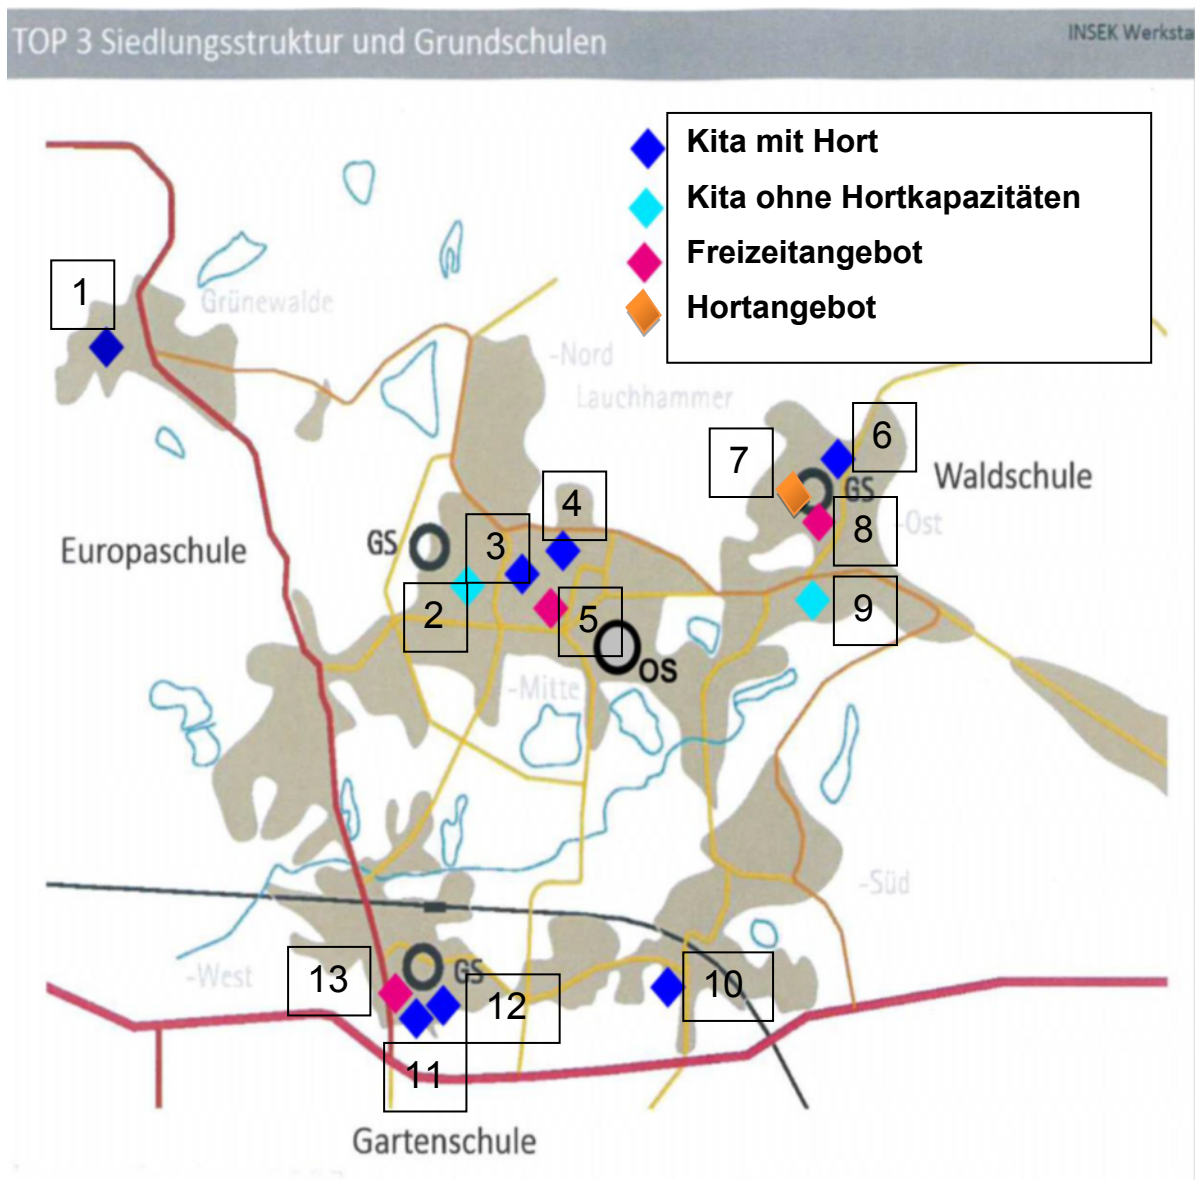 TOP 3 Siedlungsstruktur und Grundschulen
INSEK Werksta
Kita mit Hort
Kita ohne Hortkapazitäten
Freizeitangebot
Hortangebot
1
Grünewalde
-Nord
Lauchhammer
6
7
Waldschule
GS
4
8
-Ost
3
GS
Europaschule
2
5
9
OS
-Mitte
-Süd
-West
13
GS
12
10
11
Gartenschule